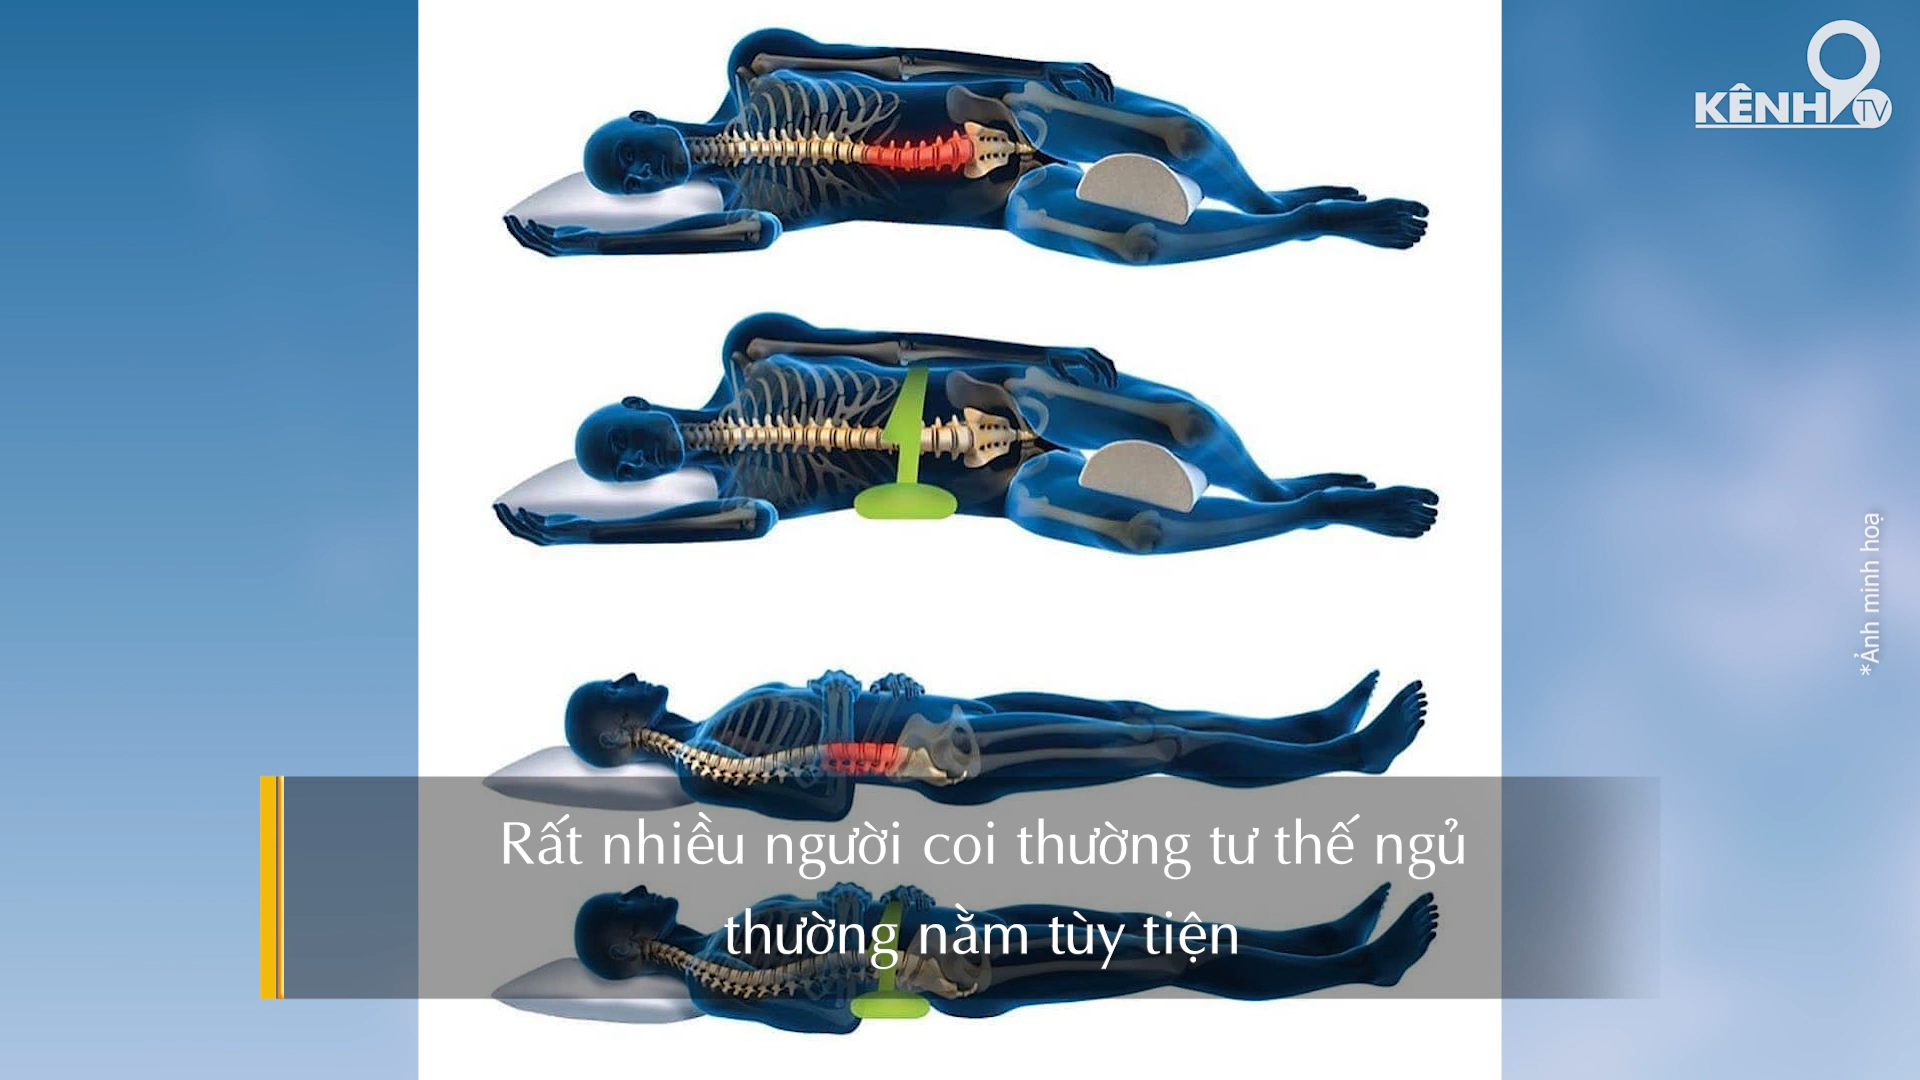 KÊNH 9 TV
*Ảnh minh hoạ
Rất nhiều người coi thường tư thế ngủ
thường nằm tùy tiện